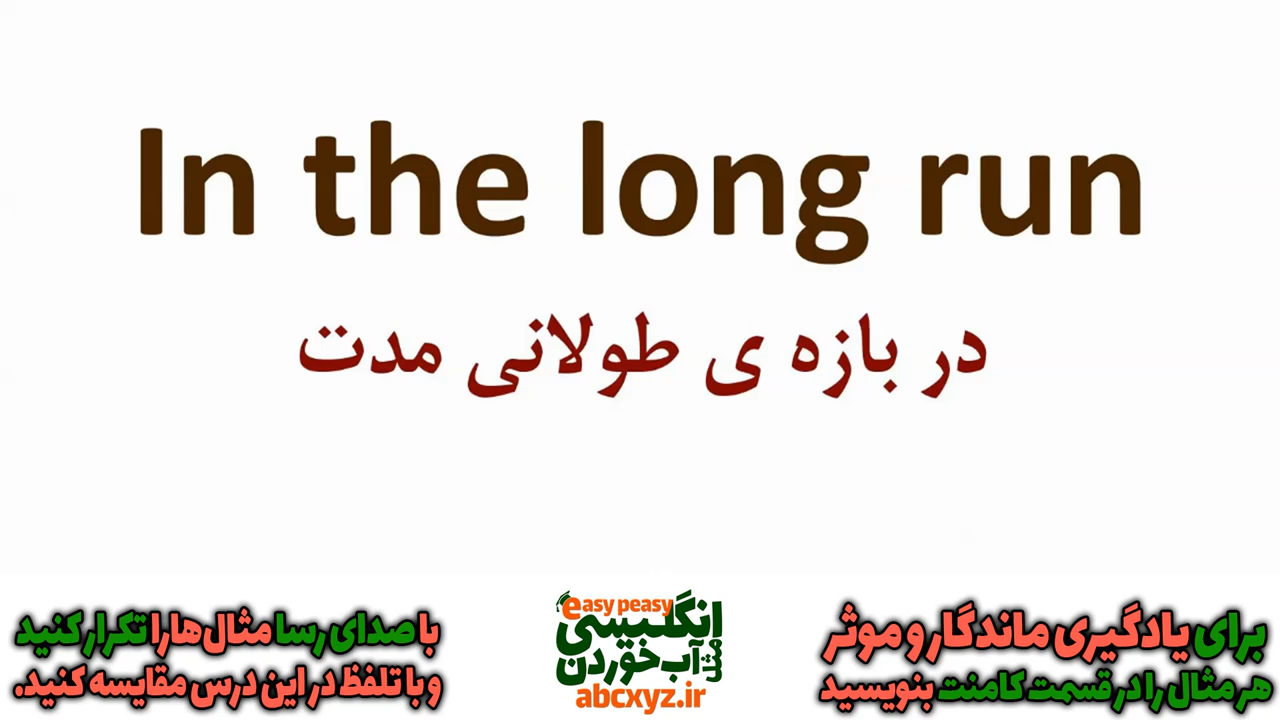 In the long run
در بازه ی طولانی مدت
برای یادگیری ماندگار و موثر
هر مثال را در قسمت کامنت بنویسید
easy peasy
انگلیسی
مثل آب خوردن
abcxyz.ir
با صدای رسا مثال‌ها را تکرار کنید
و با تلفظ در این درس مقایسه کنید.